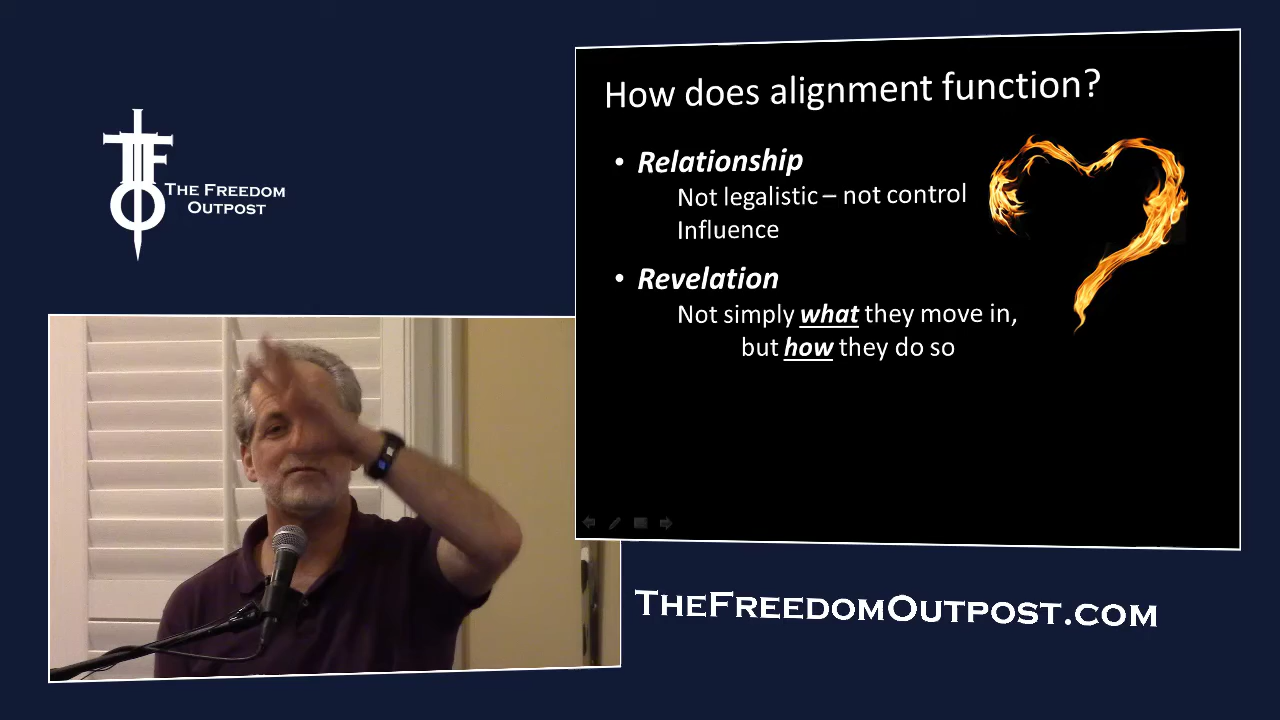 THE FREEDOM
OUTPOST
How does alignment function?
• Relationship
Not legalistic – not control
Influence
• Revelation
Not simply what they move in,
but how they do so
THEFREEDOMOUTPOST.COM